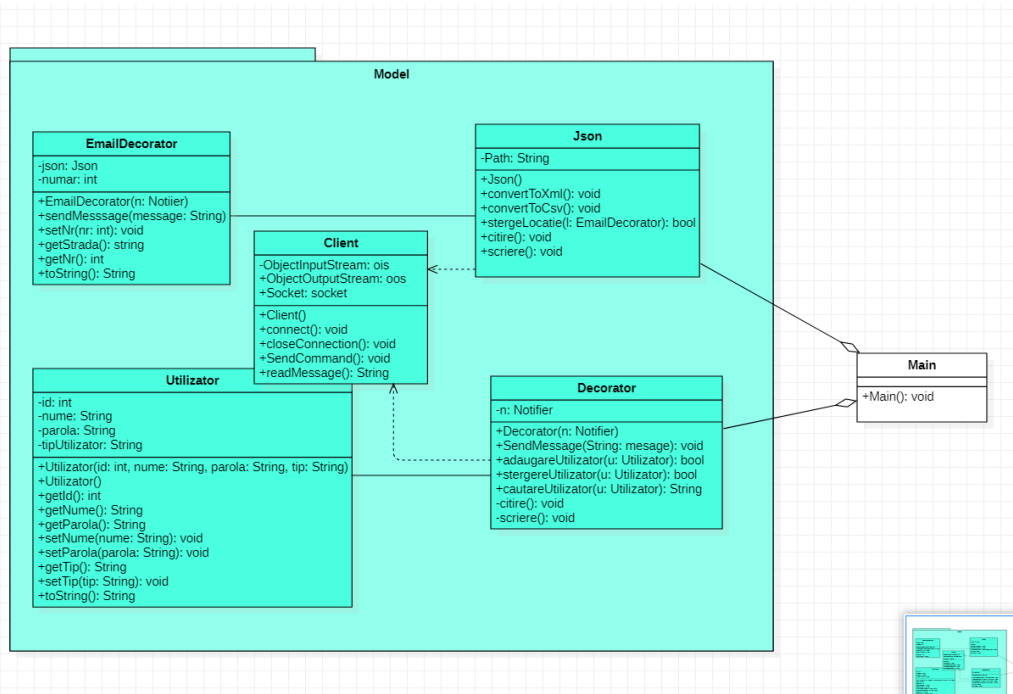 Model
EmailDecorator
-json: Json
-numar: int
+EmailDecorator(n: Notiier)
+sendMesssage(message: String)
+setNr(nr: int): void
+getStrada(): string
+getNr(): int
+toString(): String
Json
-Path: String
+Json()
+convertToXml(): void
+convertToCsv(): void
+stergeLocatie(l: EmailDecorator): bool
+citire(): void
+scriere(): void
Client
-ObjectInputStream: ois
+ObjectOutputStream: oos
+Socket: socket
+Client()
+connect(): void
+closeConnection(): void
+SendCommand(): void
+readMessage(): String
Utilizator
-id: int
-nume: String
-parola: String
-tipUtilizator: String
+Utilizator(id: int, nume: String, parola: String, tip: String)
+Utilizator()
+getId(): int
+getNume(): String
+getParola(): String
+setNume(nume: String): void
+setParola(parola: String): void
+getTip(): String
+setTip(tip: String): void
+toString(): String
Decorator
-n: Notifier
+Decorator(n: Notifier)
+SendMessage(String: mesage): void
+adaugareUtilizator(u: Utilizator): bool
+stergereUtilizator(u: Utilizator): bool
+cautareUtilizator(u: Utilizator): String
-citire(): void
-scriere(): void
Main
+Main(): void